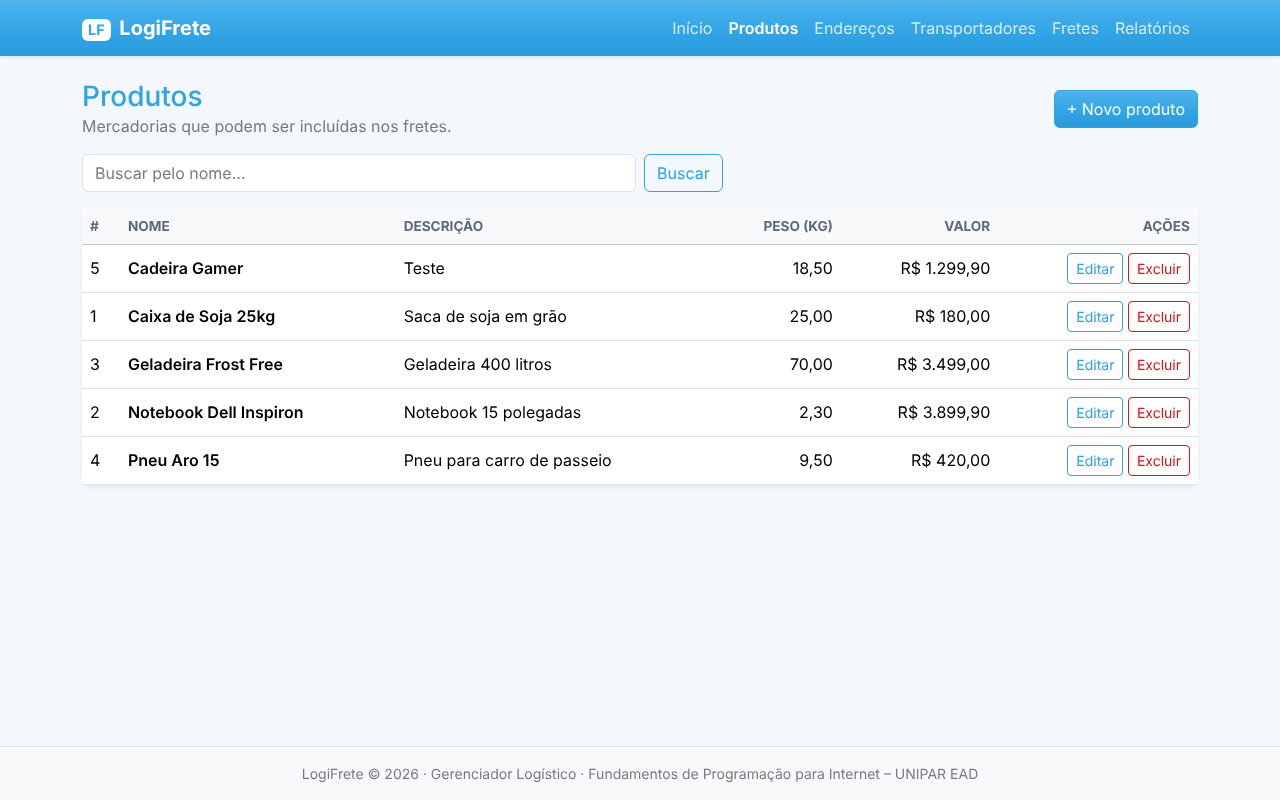 LF LogiFrete Início Produtos Endereços Transportadores Fretes Relatórios
Produtos
Mercadorias que podem ser incluídas nos fretes.
+ Novo produto
Buscar pelo nome... Buscar
# NOME DESCRIÇÃO PESO (KG) VALOR AÇÕES
5 Cadeira Gamer Teste 18,50 R$ 1.299,90 Editar Excluir
1 Caixa de Soja 25kg Saca de soja em grão 25,00 R$ 180,00 Editar Excluir
3 Geladeira Frost Free Geladeira 400 litros 70,00 R$ 3.499,00 Editar Excluir
2 Notebook Dell Inspiron Notebook 15 polegadas 2,30 R$ 3.899,90 Editar Excluir
4 Pneu Aro 15 Pneu para carro de passeio 9,50 R$ 420,00 Editar Excluir
LogiFrete © 2026 · Gerenciador Logístico · Fundamentos de Programação para Internet – UNIPAR EAD